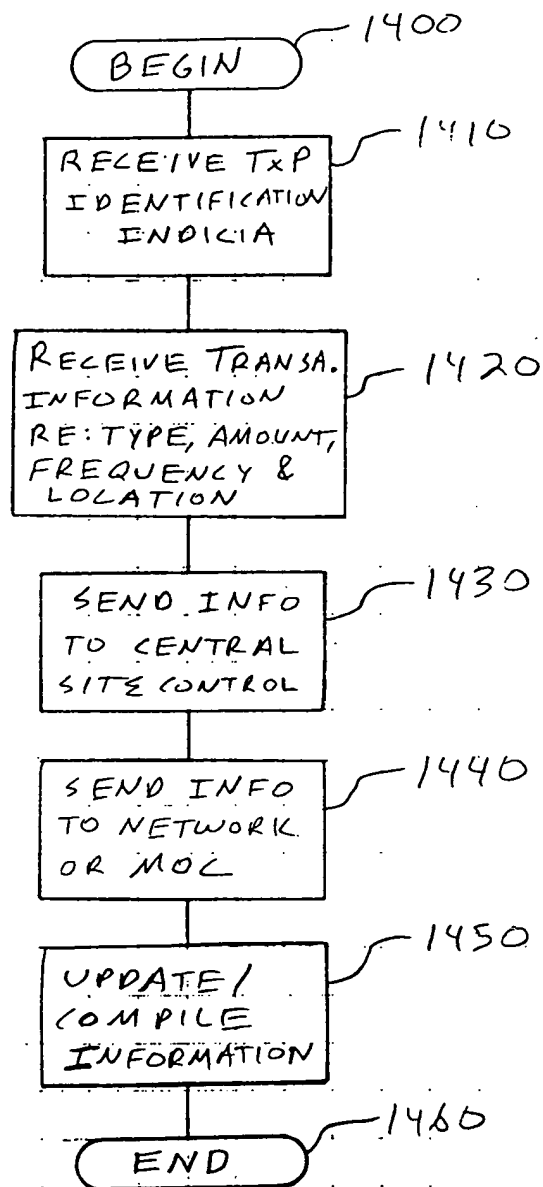 1400
BEGIN
1410
RECEIVE TxP
IDENTIFICATION
INDICIA
1420
RECEIVE TRANSA.
INFORMATION
RE: TYPE, AMOUNT,
FREQUENCY &
LOCATION
1430
SEND INFO
TO CENTRAL
SITE CONTROL
1440
SEND INFO
TO NETWORK
OR MOC
1450
UPDATE/
COMPILE
INFORMATION
1460
END